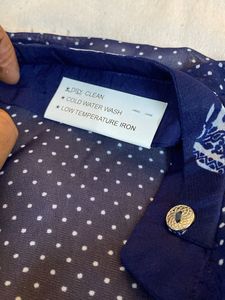 • DRY CLEAN
• COLD WATER WASH
• LOW TEMPERATURE IRON